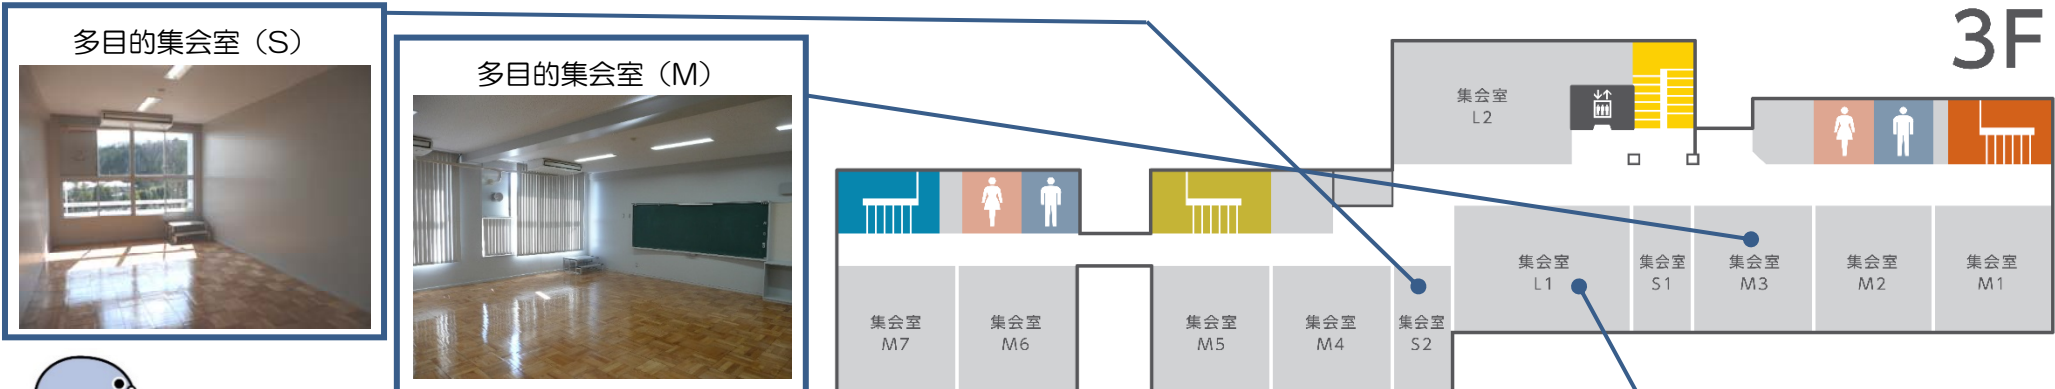 多目的集会室（S）
多目的集会室（M）
3F
集会室
L2
集会室
L1
集会室
S1
集会室
M3
集会室
M2
集会室
M1
集会室
M7
集会室
M6
集会室
M5
集会室
M4
集会室
S2